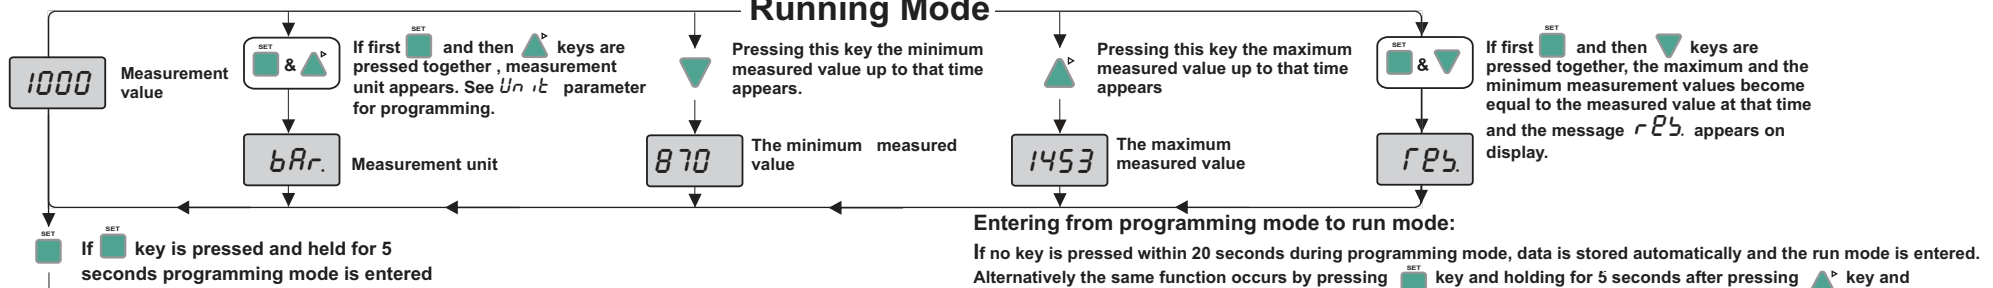 Running Mode
1000
Measurement
value
SET
&
If first SET and then keys are
pressed together , measurement
unit appears. See Unit parameter
for programming.
bAr.
Measurement unit
Pressing this key the minimum
measured value up to that time
appears.
870
The minimum measured
value
Pressing this key the maximum
measured value up to that time
appears
1453
The maximum
measured value
SET
&
If first SET and then keys are
pressed together, the maximum and the
minimum measurement values become
equal to the measured value at that time
and the message rES. appears on
display.
rES.
SET
If SET key is pressed and held for 5
seconds programming mode is entered
Entering from programming mode to run mode:
If no key is pressed within 20 seconds during programming mode, data is stored automatically and the run mode is entered.
Alternatively the same function occurs by pressing SET key and holding for 5 seconds after pressing key and